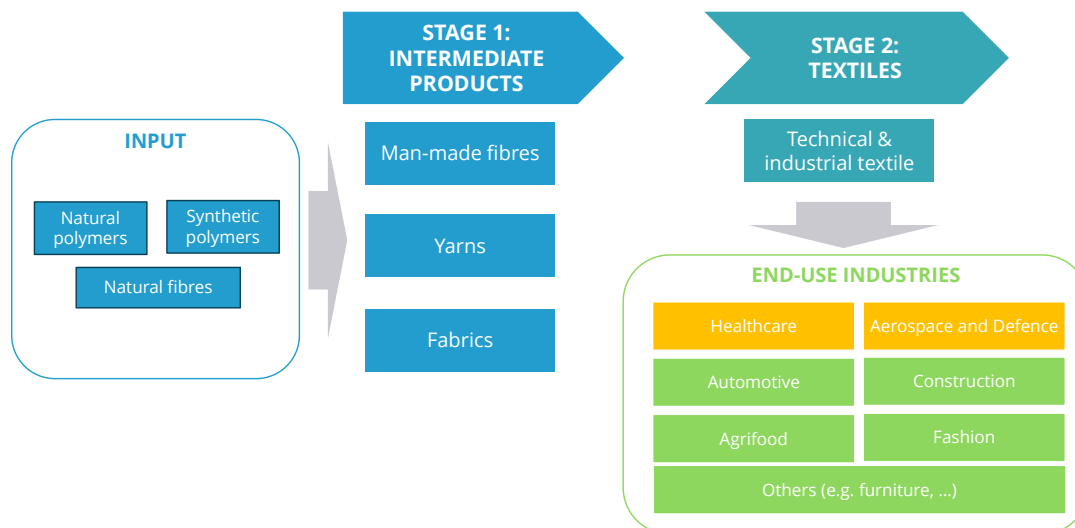 STAGE 1:
INTERMEDIATE
PRODUCTS
STAGE 2:
TEXTILES
INPUT
Natural
polymers
Synthetic
polymers
Natural fibres
Man-made fibres
Yarns
Fabrics
Technical &
industrial textile
END-USE INDUSTRIES
Healthcare
Aerospace and Defence
Automotive
Construction
Agrifood
Fashion
Others (e.g. furniture, ...)